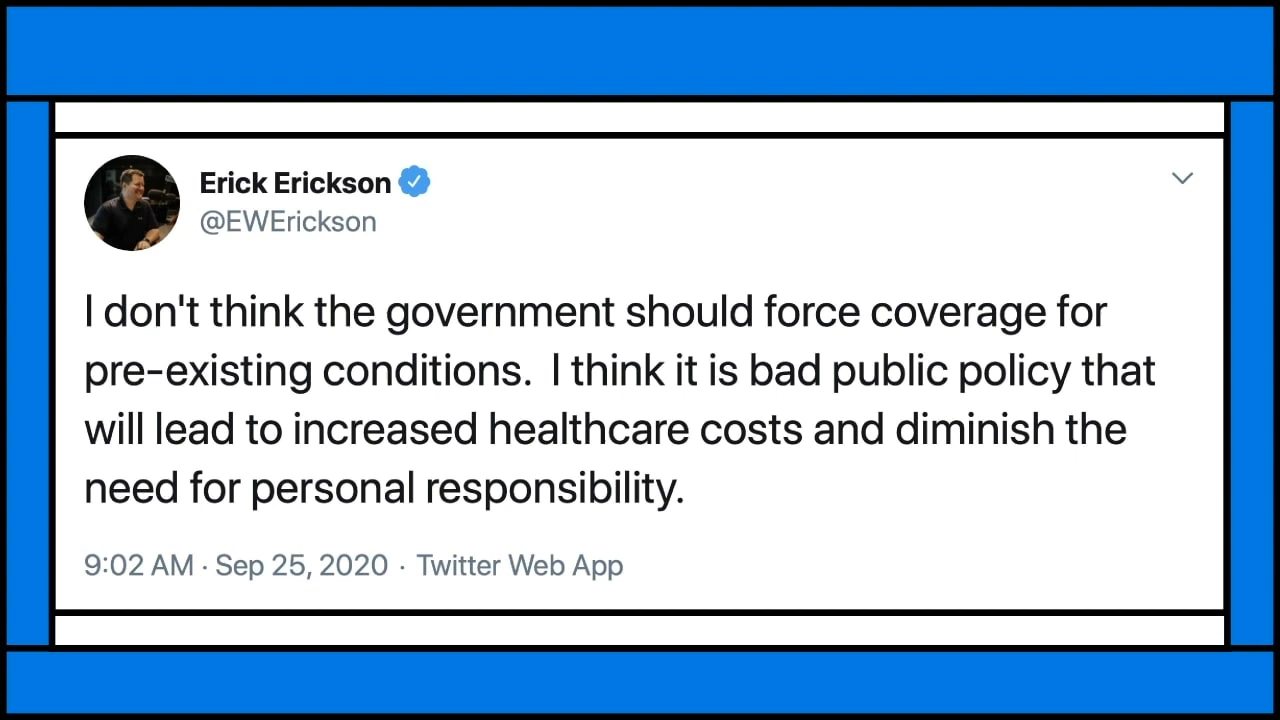 Erick Erickson
@EWErickson
I don't think the government should force coverage for
pre-existing conditions.  I think it is bad public policy that
will lead to increased healthcare costs and diminish the
need for personal responsibility.
9:02 AM · Sep 25, 2020 · Twitter Web App